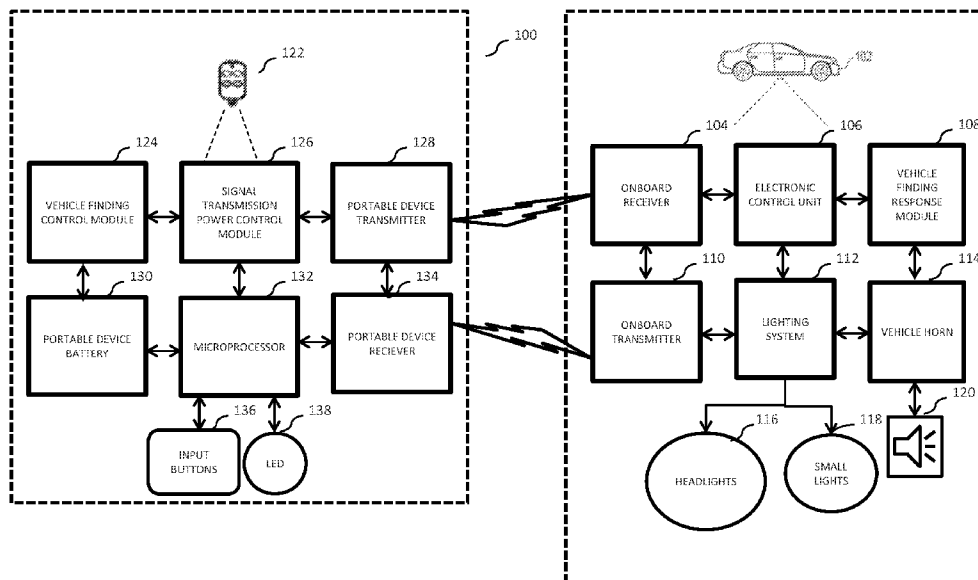 100
122
102
124
126
128
104
106
108
VEHICLE FINDING
CONTROL MODULE
SIGNAL
TRANSMISSION
POWER CONTROL
MODULE
PORTABLE DEVICE
TRANSMITTER
ONBOARD
RECEIVER
ELECTRONIC
CONTROL UNIT
VEHICLE
FINDING
RESPONSE
MODULE
130
132
134
110
112
114
PORTABLE DEVICE
BATTERY
MICROPROCESSOR
PORTABLE DEVICE
RECIEVER
ONBOARD
TRANSMITTER
LIGHTING
SYSTEM
VEHICLE HORN
136
138
116
118
120
INPUT
BUTTONS
LED
HEADLIGHTS
SMALL
LIGHTS